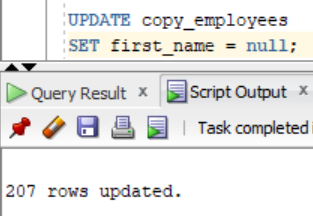 UPDATE copy_employees
SET first_name = null;
Query Result x
Script Output x
Task completed
207 rows updated.